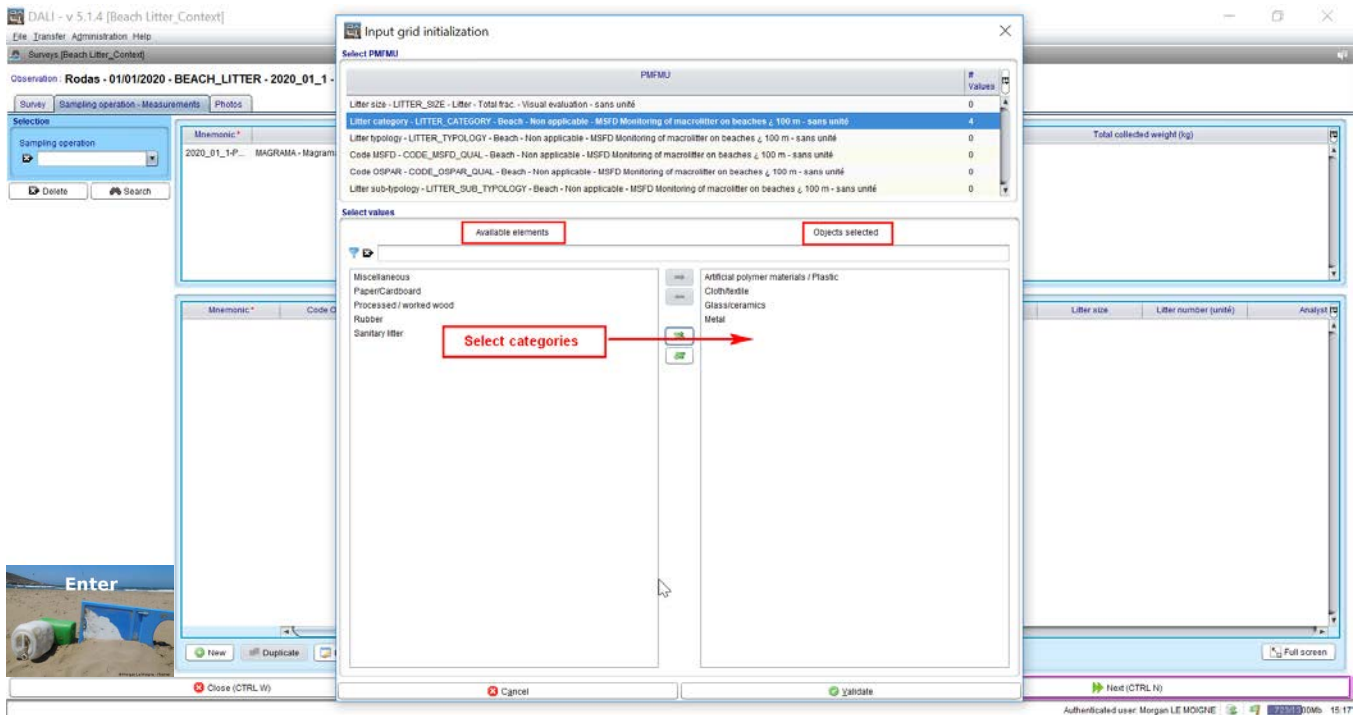 DALI - v 5.1.4 [Beach Litter_Context]
File Transfer Administration Help
Surveys [Beach Litter_Context]
Observation : Rodas - 01/01/2020 - BEACH_LITTER - 2020_01_1 -
Survey Sampling operation - Measurements Photos
Selection
Sampling operation
Delete Search
Mnemonic*
2020_01_1-P... MAGRAMA - Magram
Total collected weight (kg)
Input grid initialization
Select PMFMU
PMFMU # Values
Litter size - LITTER_SIZE - Litter - Total frac. - Visual evaluation - sans unité 0
Litter category - LITTER_CATEGORY - Beach - Non applicable - MSFD Monitoring of macrolitter on beaches ¿ 100 m - sans unité 4
Litter typology - LITTER_TYPOLOGY - Beach - Non applicable - MSFD Monitoring of macrolitter on beaches ¿ 100 m - sans unité 0
Code MSFD - CODE_MSFD_QUAL - Beach - Non applicable - MSFD Monitoring of macrolitter on beaches ¿ 100 m - sans unité 0
Code OSPAR - CODE_OSPAR_QUAL - Beach - Non applicable - MSFD Monitoring of macrolitter on beaches ¿ 100 m - sans unité 0
Litter sub-typology - LITTER_SUB_TYPOLOGY - Beach - Non applicable - MSFD Monitoring of macrolitter on beaches ¿ 100 m - sans unité 0
Select values
Available elements Objects selected
Miscellaneous
Paper/Cardboard
Processed / worked wood
Rubber
Sanitary litter
Select categories
Artificial polymer materials / Plastic
Cloth/textile
Glass/ceramics
Metal
Mnemonic* Code O
Litter size Litter number (unité) Analyst
Enter
New Duplicate
Full screen
Close (CTRL W)
Cancel
Validate
Next (CTRL N)
Authenticated user: Morgan LE MOIGNE
15:17